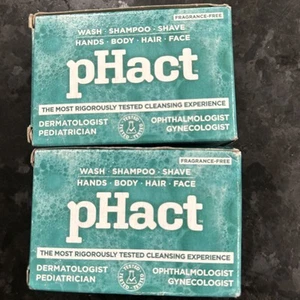 FRAGRANCE-FREE
WASH · SHAMPOO · SHAVE
HANDS · BODY · HAIR · FACE
pHact
THE MOST RIGOROUSLY TESTED CLEANSING EXPERIENCE
DERMATOLOGIST OPHTHALMOLOGIST
PEDIATRICIAN GYNECOLOGIST
FRAGRANCE-FREE
WASH · SHAMPOO · SHAVE
HANDS · BODY · HAIR · FACE
pHact
THE MOST RIGOROUSLY TESTED CLEANSING EXPERIENCE
DERMATOLOGIST OPHTHALMOLOGIST
PEDIATRICIAN GYNECOLOGIST